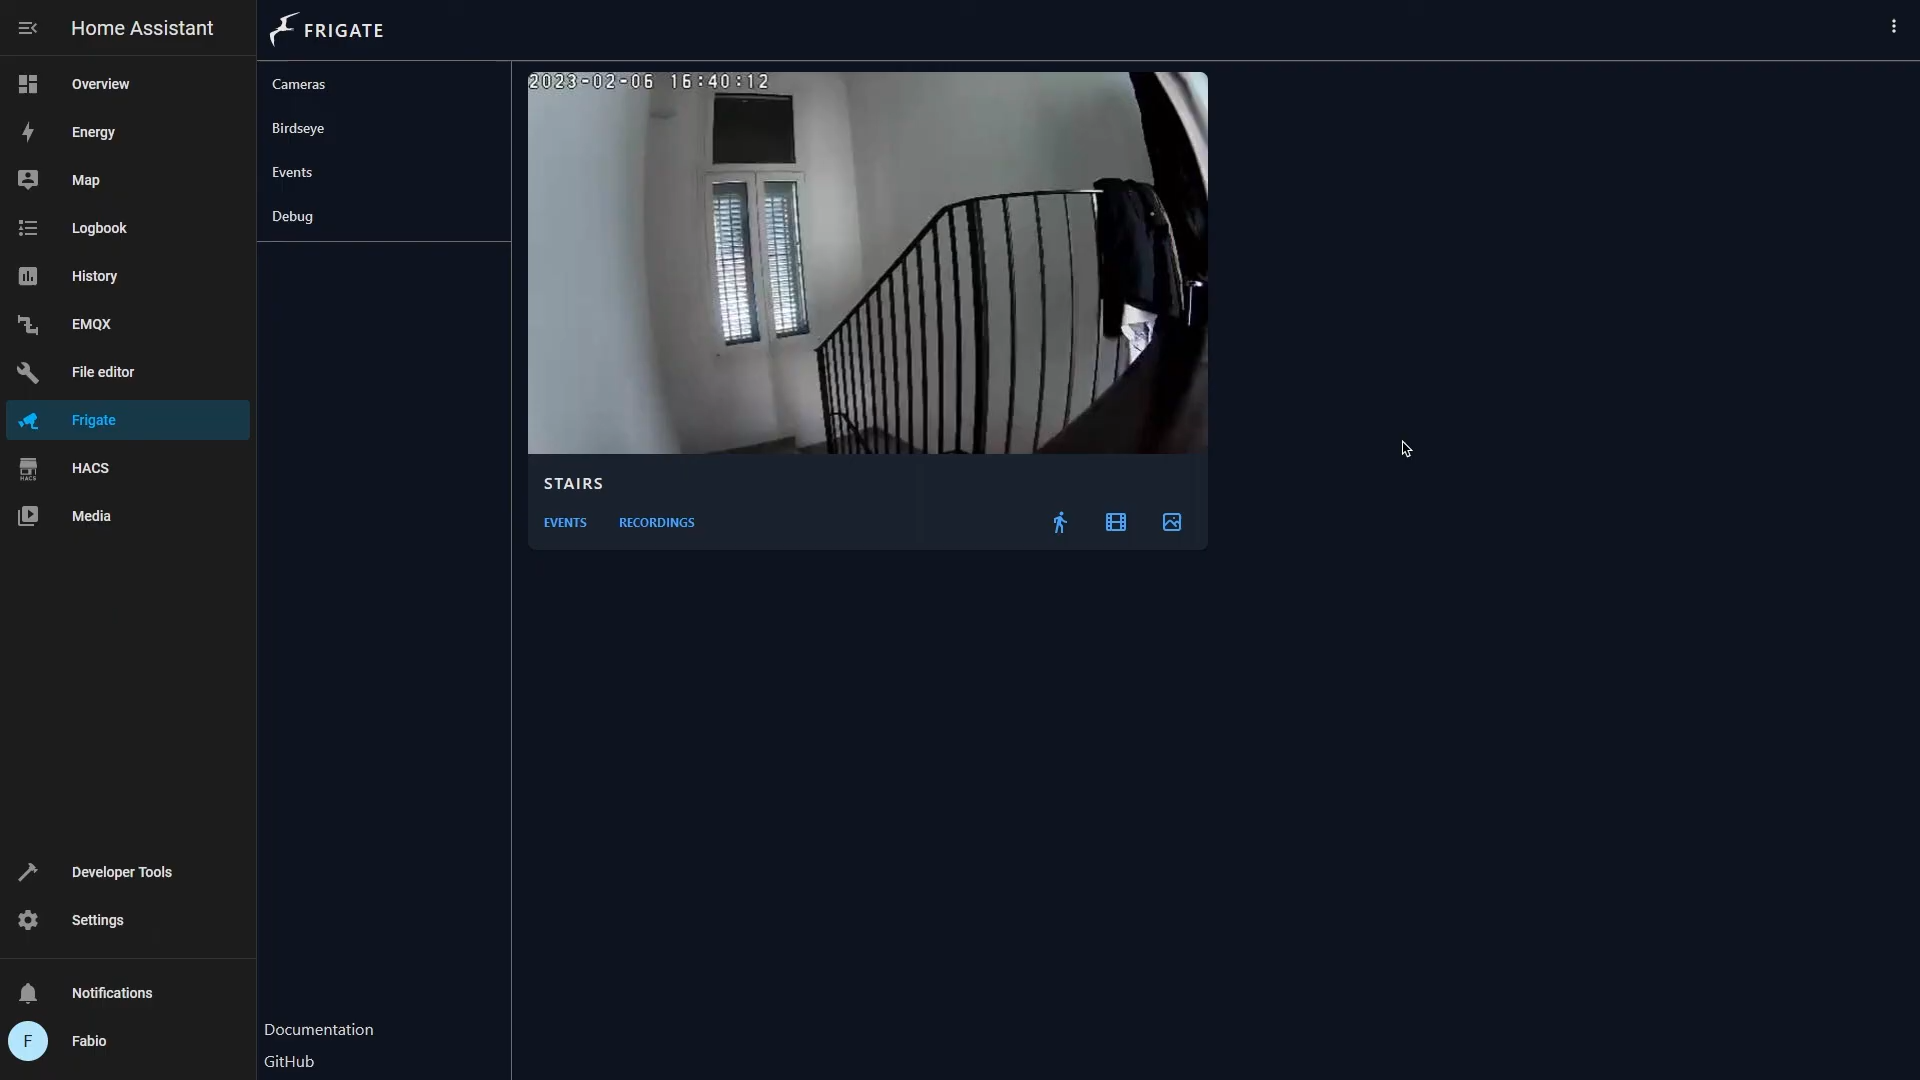 Home Assistant
Overview
Energy
Map
Logbook
History
EMQX
File editor
Frigate
HACS
HACS
Media
Developer Tools
Settings
Notifications
F
Fabio
FRIGATE
Cameras
Birdseye
Events
Debug
Documentation
GitHub
2023-02-06 16:40:12
STAIRS
EVENTS RECORDINGS